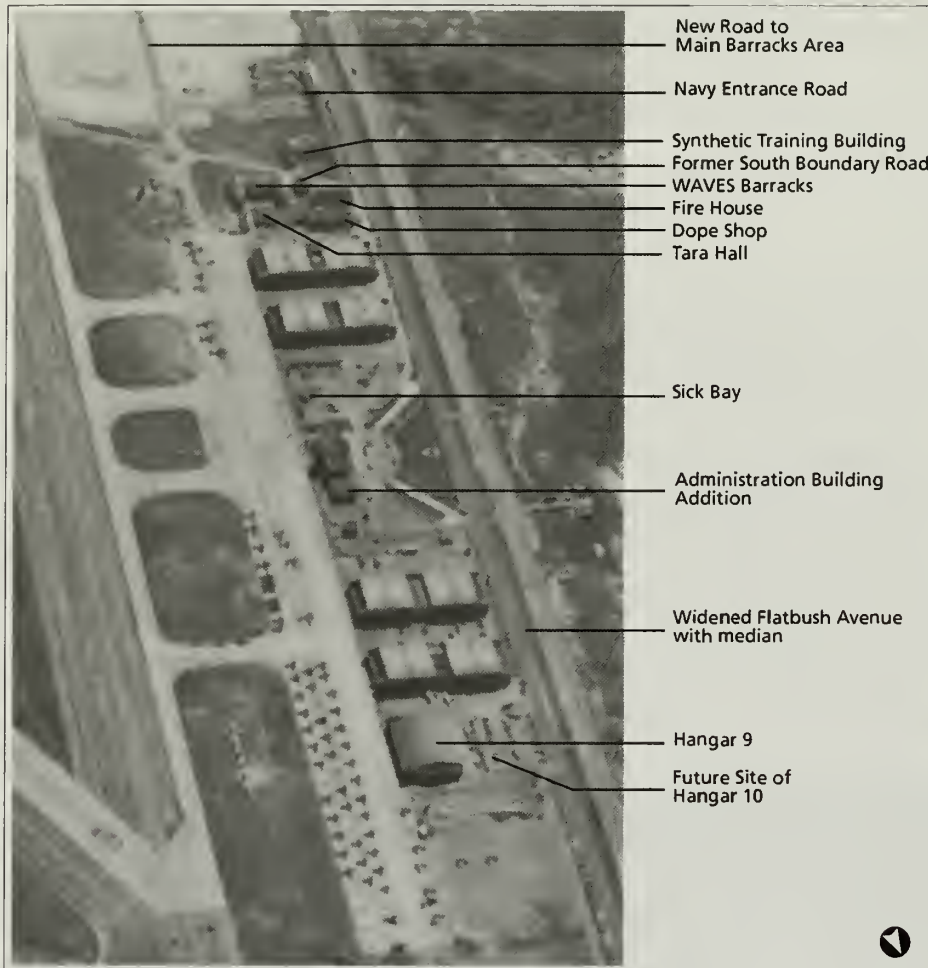 New Road to
Main Barracks Area
Navy Entrance Road
Synthetic Training Building
Former South Boundary Road
WAVES Barracks
Fire House
Dope Shop
Tara Hall
Sick Bay
Administration Building
Addition
Widened Flatbush Avenue
with median
Hangar 9
Future Site of
Hangar 10